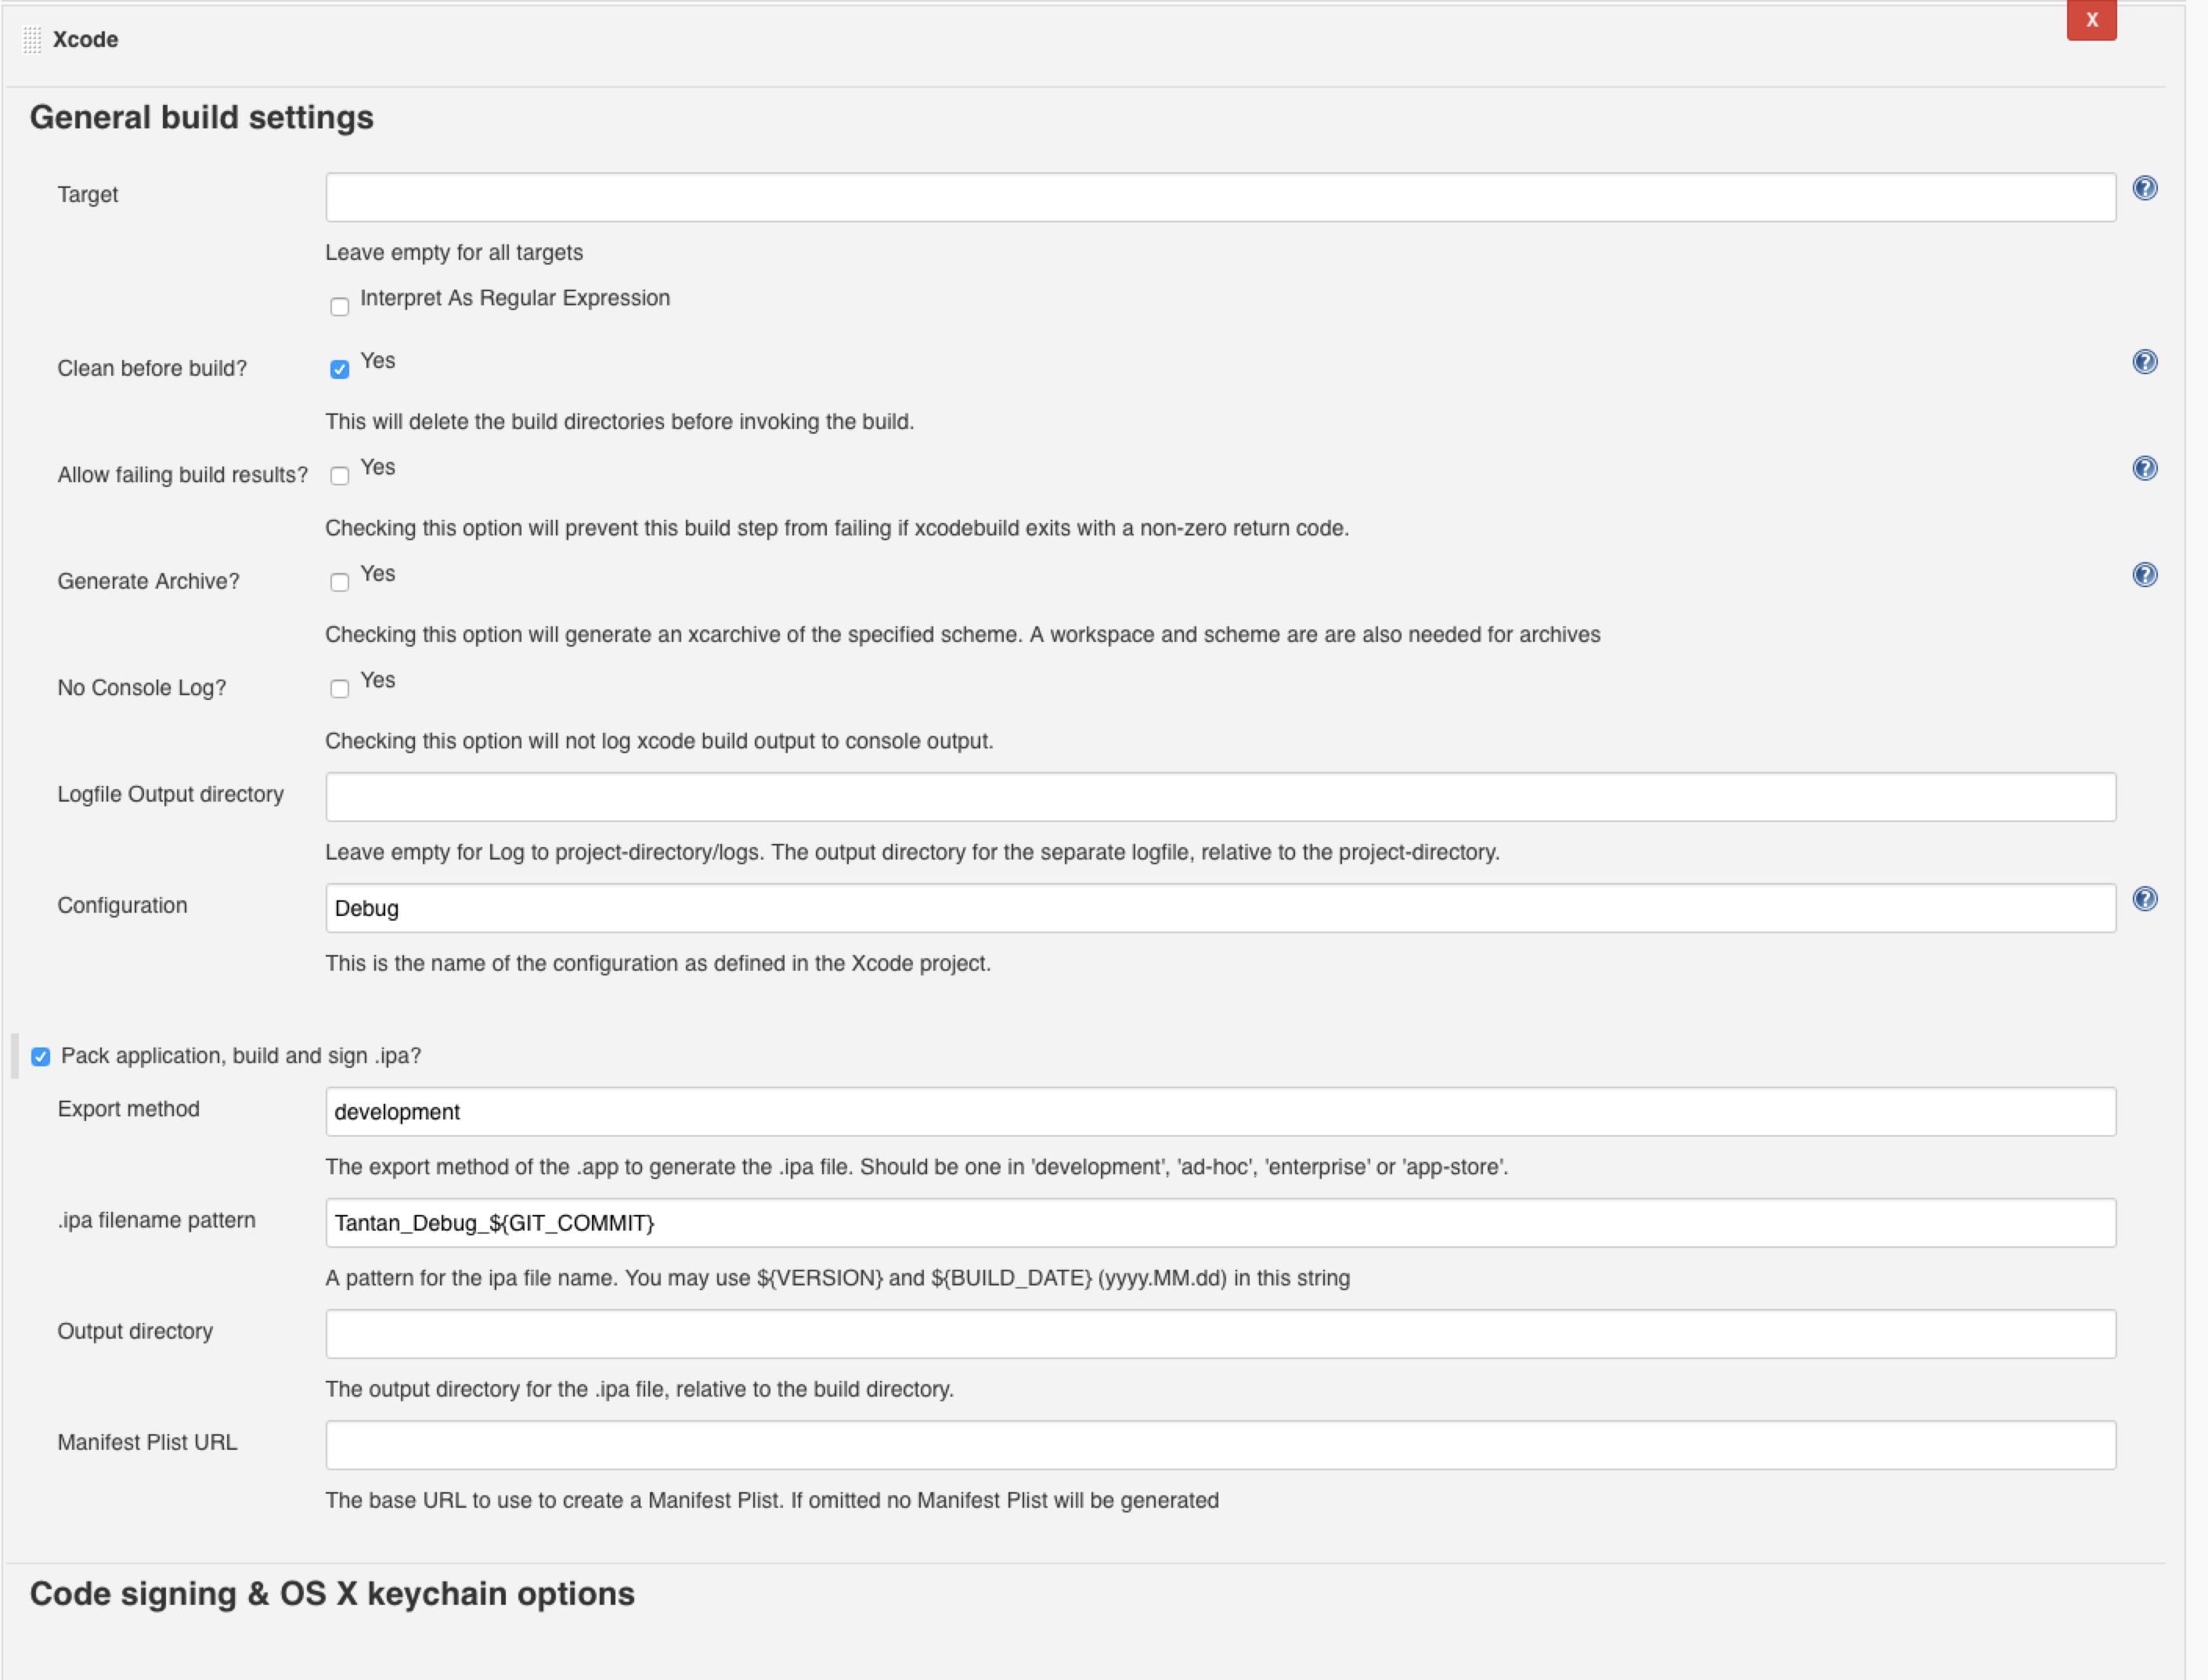 Xcode
X
General build settings
Target
Leave empty for all targets
Interpret As Regular Expression
Clean before build?
Yes
This will delete the build directories before invoking the build.
Allow failing build results?
Yes
Checking this option will prevent this build step from failing if xcodebuild exits with a non-zero return code.
Generate Archive?
Yes
Checking this option will generate an xcarchive of the specified scheme. A workspace and scheme are are also needed for archives
No Console Log?
Yes
Checking this option will not log xcode build output to console output.
Logfile Output directory
Leave empty for Log to project-directory/logs. The output directory for the separate logfile, relative to the project-directory.
Configuration
Debug
This is the name of the configuration as defined in the Xcode project.
Pack application, build and sign .ipa?
Export method
development
The export method of the .app to generate the .ipa file. Should be one in 'development', 'ad-hoc', 'enterprise' or 'app-store'.
.ipa filename pattern
Tantan_Debug_${GIT_COMMIT}
A pattern for the ipa file name. You may use ${VERSION} and ${BUILD_DATE} (yyyy.MM.dd) in this string
Output directory
The output directory for the .ipa file, relative to the build directory.
Manifest Plist URL
The base URL to use to create a Manifest Plist. If omitted no Manifest Plist will be generated
Code signing & OS X keychain options